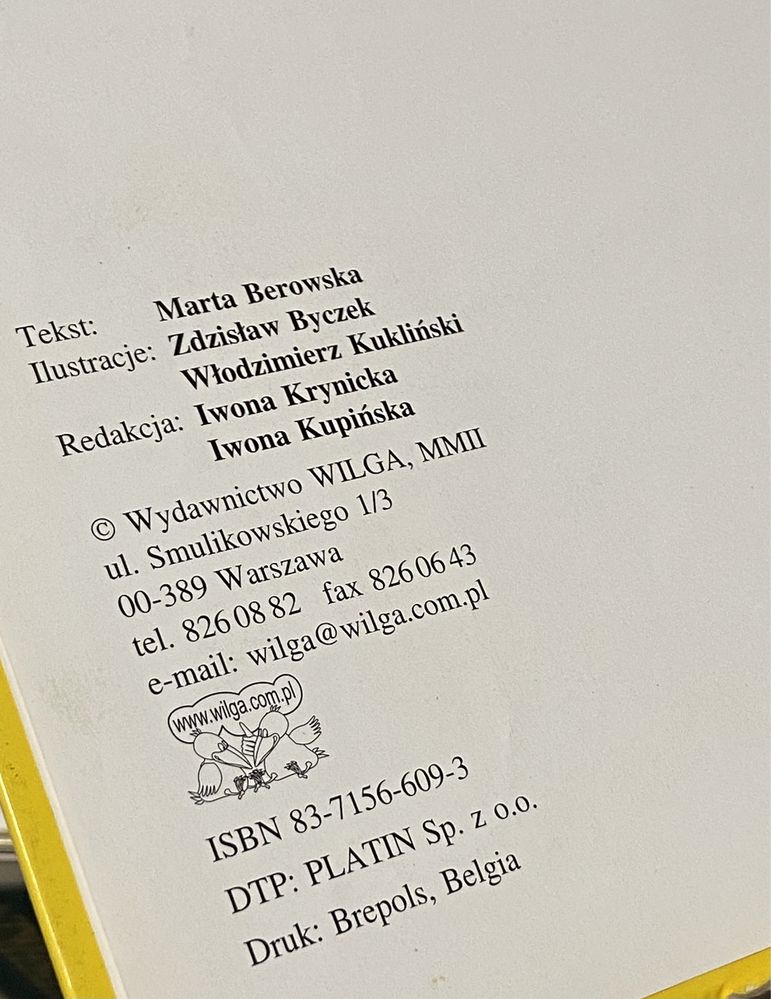 Tekst: Marta Berowska
Ilustracje: Zdzisław Byczek
Włodzimierz Kukliński
Redakcja: Iwona Krynicka
Iwona Kupińska
© Wydawnictwo WILGA, MMII
ul. Smulikowskiego 1/3
00-389 Warszawa
tel. 826 08 82 fax 826 06 43
e-mail: wilga@wilga.com.pl
www.wilga.com.pl
ISBN 83-7156-609-3
DTP: PLATIN Sp. z o.o.
Druk: Brepols, Belgia